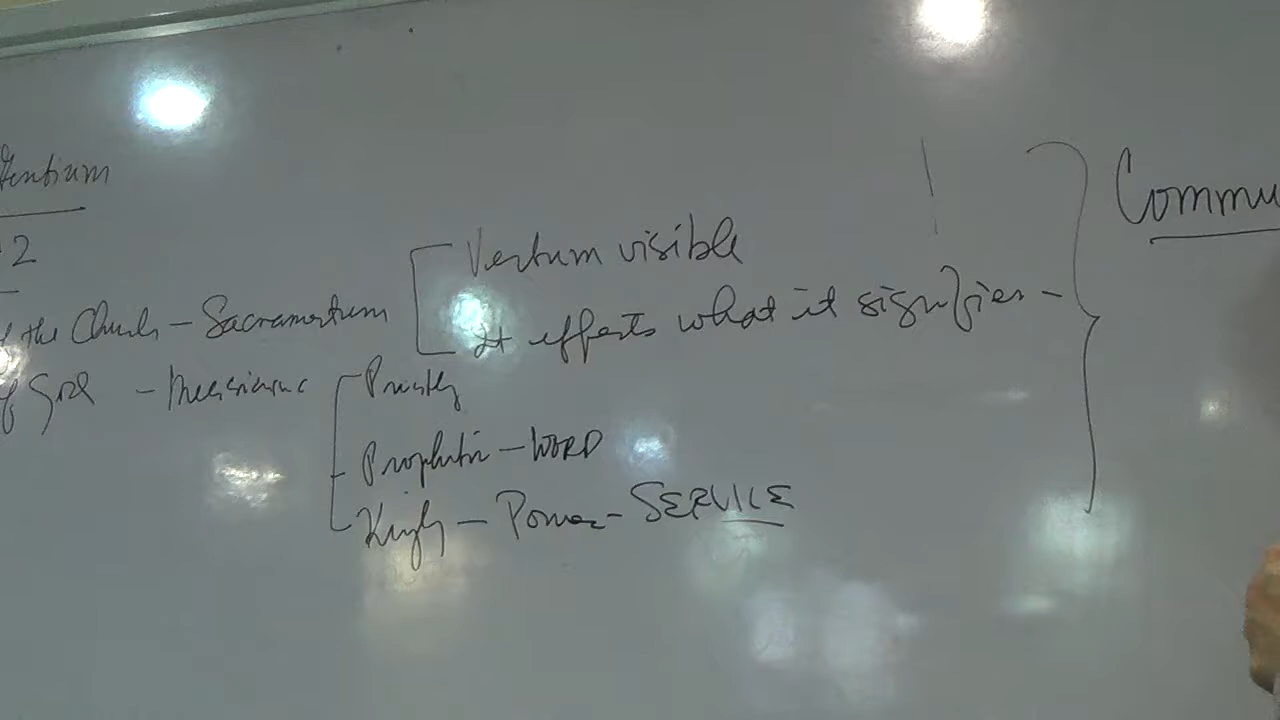 Gentium
2
of the Church - Sacramentum
Verbum visible
It effects what it signifies -
of God - Messianic
Priestly
Prophetic - WORD
Kingly - Power - SERVICE
Commu